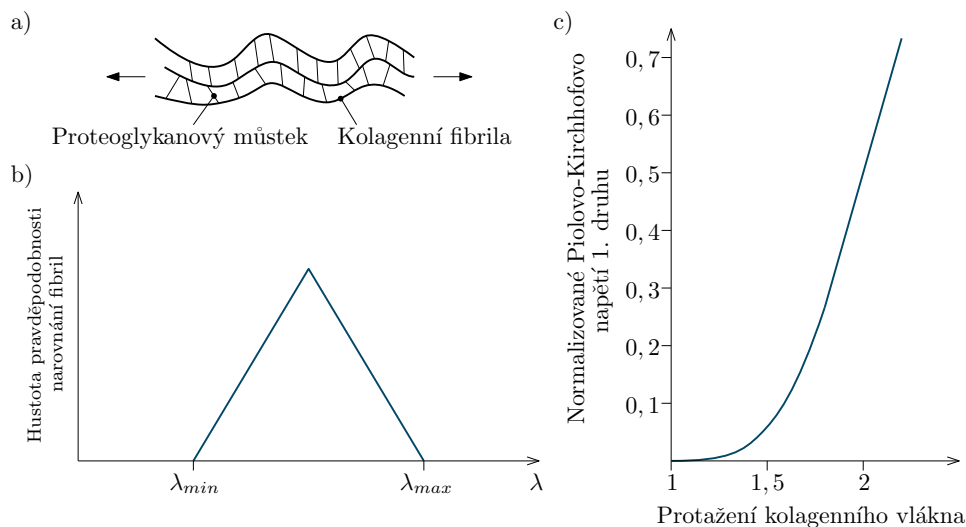 a)
Proteoglykanový můstek
Kolagenní fibrila
b)
Hustota pravděpodobnosti
narovnání fibril
λmin
λmax
λ
c)
Normalizované Piolovo-Kirchhofovo
napětí 1. druhu
0,7
0,6
0,5
0,4
0,3
0,2
0,1
1
1,5
2
Protažení kolagenního vlákna